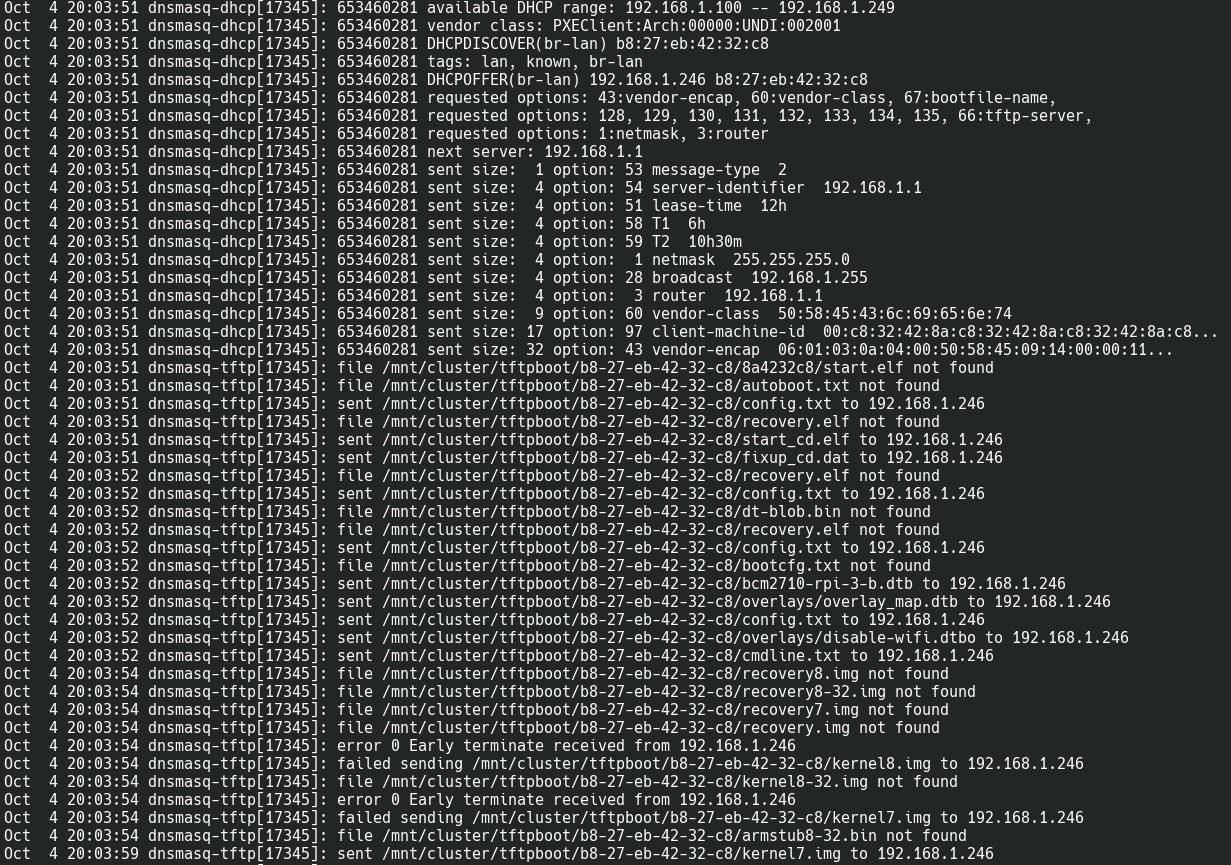 Oct  4 20:03:51 dnsmasq-dhcp[17345]: 653460281 available DHCP range: 192.168.1.100 -- 192.168.1.249
Oct  4 20:03:51 dnsmasq-dhcp[17345]: 653460281 vendor class: PXEClient:Arch:00000:UNDI:002001
Oct  4 20:03:51 dnsmasq-dhcp[17345]: 653460281 DHCPDISCOVER(br-lan) b8:27:eb:42:32:c8
Oct  4 20:03:51 dnsmasq-dhcp[17345]: 653460281 tags: lan, known, br-lan
Oct  4 20:03:51 dnsmasq-dhcp[17345]: 653460281 DHCPOFFER(br-lan) 192.168.1.246 b8:27:eb:42:32:c8
Oct  4 20:03:51 dnsmasq-dhcp[17345]: 653460281 requested options: 43:vendor-encap, 60:vendor-class, 67:bootfile-name,
Oct  4 20:03:51 dnsmasq-dhcp[17345]: 653460281 requested options: 128, 129, 130, 131, 132, 133, 134, 135, 66:tftp-server,
Oct  4 20:03:51 dnsmasq-dhcp[17345]: 653460281 requested options: 1:netmask, 3:router
Oct  4 20:03:51 dnsmasq-dhcp[17345]: 653460281 next server: 192.168.1.1
Oct  4 20:03:51 dnsmasq-dhcp[17345]: 653460281 sent size:  1 option: 53 message-type  2
Oct  4 20:03:51 dnsmasq-dhcp[17345]: 653460281 sent size:  4 option: 54 server-identifier  192.168.1.1
Oct  4 20:03:51 dnsmasq-dhcp[17345]: 653460281 sent size:  4 option: 51 lease-time  12h
Oct  4 20:03:51 dnsmasq-dhcp[17345]: 653460281 sent size:  4 option: 58 T1  6h
Oct  4 20:03:51 dnsmasq-dhcp[17345]: 653460281 sent size:  4 option: 59 T2  10h30m
Oct  4 20:03:51 dnsmasq-dhcp[17345]: 653460281 sent size:  4 option:  1 netmask  255.255.255.0
Oct  4 20:03:51 dnsmasq-dhcp[17345]: 653460281 sent size:  4 option: 28 broadcast  192.168.1.255
Oct  4 20:03:51 dnsmasq-dhcp[17345]: 653460281 sent size:  4 option:  3 router  192.168.1.1
Oct  4 20:03:51 dnsmasq-dhcp[17345]: 653460281 sent size:  9 option: 60 vendor-class  50:58:45:43:6c:69:65:6e:74
Oct  4 20:03:51 dnsmasq-dhcp[17345]: 653460281 sent size: 17 option: 97 client-machine-id  00:c8:32:42:8a:c8:32:42:8a:c8:32:42:8a:c8...
Oct  4 20:03:51 dnsmasq-dhcp[17345]: 653460281 sent size: 32 option: 43 vendor-encap  06:01:03:0a:04:00:50:58:45:09:14:00:00:11...
Oct  4 20:03:51 dnsmasq-tftp[17345]: file /mnt/cluster/tftpboot/b8-27-eb-42-32-c8/8a4232c8/start.elf not found
Oct  4 20:03:51 dnsmasq-tftp[17345]: file /mnt/cluster/tftpboot/b8-27-eb-42-32-c8/autoboot.txt not found
Oct  4 20:03:51 dnsmasq-tftp[17345]: sent /mnt/cluster/tftpboot/b8-27-eb-42-32-c8/config.txt to 192.168.1.246
Oct  4 20:03:51 dnsmasq-tftp[17345]: file /mnt/cluster/tftpboot/b8-27-eb-42-32-c8/recovery.elf not found
Oct  4 20:03:51 dnsmasq-tftp[17345]: sent /mnt/cluster/tftpboot/b8-27-eb-42-32-c8/start_cd.elf to 192.168.1.246
Oct  4 20:03:51 dnsmasq-tftp[17345]: sent /mnt/cluster/tftpboot/b8-27-eb-42-32-c8/fixup_cd.dat to 192.168.1.246
Oct  4 20:03:52 dnsmasq-tftp[17345]: file /mnt/cluster/tftpboot/b8-27-eb-42-32-c8/recovery.elf not found
Oct  4 20:03:52 dnsmasq-tftp[17345]: sent /mnt/cluster/tftpboot/b8-27-eb-42-32-c8/config.txt to 192.168.1.246
Oct  4 20:03:52 dnsmasq-tftp[17345]: file /mnt/cluster/tftpboot/b8-27-eb-42-32-c8/dt-blob.bin not found
Oct  4 20:03:52 dnsmasq-tftp[17345]: file /mnt/cluster/tftpboot/b8-27-eb-42-32-c8/recovery.elf not found
Oct  4 20:03:52 dnsmasq-tftp[17345]: sent /mnt/cluster/tftpboot/b8-27-eb-42-32-c8/config.txt to 192.168.1.246
Oct  4 20:03:52 dnsmasq-tftp[17345]: file /mnt/cluster/tftpboot/b8-27-eb-42-32-c8/bootcfg.txt not found
Oct  4 20:03:52 dnsmasq-tftp[17345]: sent /mnt/cluster/tftpboot/b8-27-eb-42-32-c8/bcm2710-rpi-3-b.dtb to 192.168.1.246
Oct  4 20:03:52 dnsmasq-tftp[17345]: sent /mnt/cluster/tftpboot/b8-27-eb-42-32-c8/overlays/overlay_map.dtb to 192.168.1.246
Oct  4 20:03:52 dnsmasq-tftp[17345]: sent /mnt/cluster/tftpboot/b8-27-eb-42-32-c8/config.txt to 192.168.1.246
Oct  4 20:03:52 dnsmasq-tftp[17345]: sent /mnt/cluster/tftpboot/b8-27-eb-42-32-c8/overlays/disable-wifi.dtbo to 192.168.1.246
Oct  4 20:03:52 dnsmasq-tftp[17345]: sent /mnt/cluster/tftpboot/b8-27-eb-42-32-c8/cmdline.txt to 192.168.1.246
Oct  4 20:03:54 dnsmasq-tftp[17345]: file /mnt/cluster/tftpboot/b8-27-eb-42-32-c8/recovery8.img not found
Oct  4 20:03:54 dnsmasq-tftp[17345]: file /mnt/cluster/tftpboot/b8-27-eb-42-32-c8/recovery8-32.img not found
Oct  4 20:03:54 dnsmasq-tftp[17345]: file /mnt/cluster/tftpboot/b8-27-eb-42-32-c8/recovery7.img not found
Oct  4 20:03:54 dnsmasq-tftp[17345]: file /mnt/cluster/tftpboot/b8-27-eb-42-32-c8/recovery.img not found
Oct  4 20:03:54 dnsmasq-tftp[17345]: error 0 Early terminate received from 192.168.1.246
Oct  4 20:03:54 dnsmasq-tftp[17345]: failed sending /mnt/cluster/tftpboot/b8-27-eb-42-32-c8/kernel8.img to 192.168.1.246
Oct  4 20:03:54 dnsmasq-tftp[17345]: file /mnt/cluster/tftpboot/b8-27-eb-42-32-c8/kernel8-32.img not found
Oct  4 20:03:54 dnsmasq-tftp[17345]: error 0 Early terminate received from 192.168.1.246
Oct  4 20:03:54 dnsmasq-tftp[17345]: failed sending /mnt/cluster/tftpboot/b8-27-eb-42-32-c8/kernel7.img to 192.168.1.246
Oct  4 20:03:54 dnsmasq-tftp[17345]: file /mnt/cluster/tftpboot/b8-27-eb-42-32-c8/armstub8-32.bin not found
Oct  4 20:03:59 dnsmasq-tftp[17345]: sent /mnt/cluster/tftpboot/b8-27-eb-42-32-c8/kernel7.img to 192.168.1.246